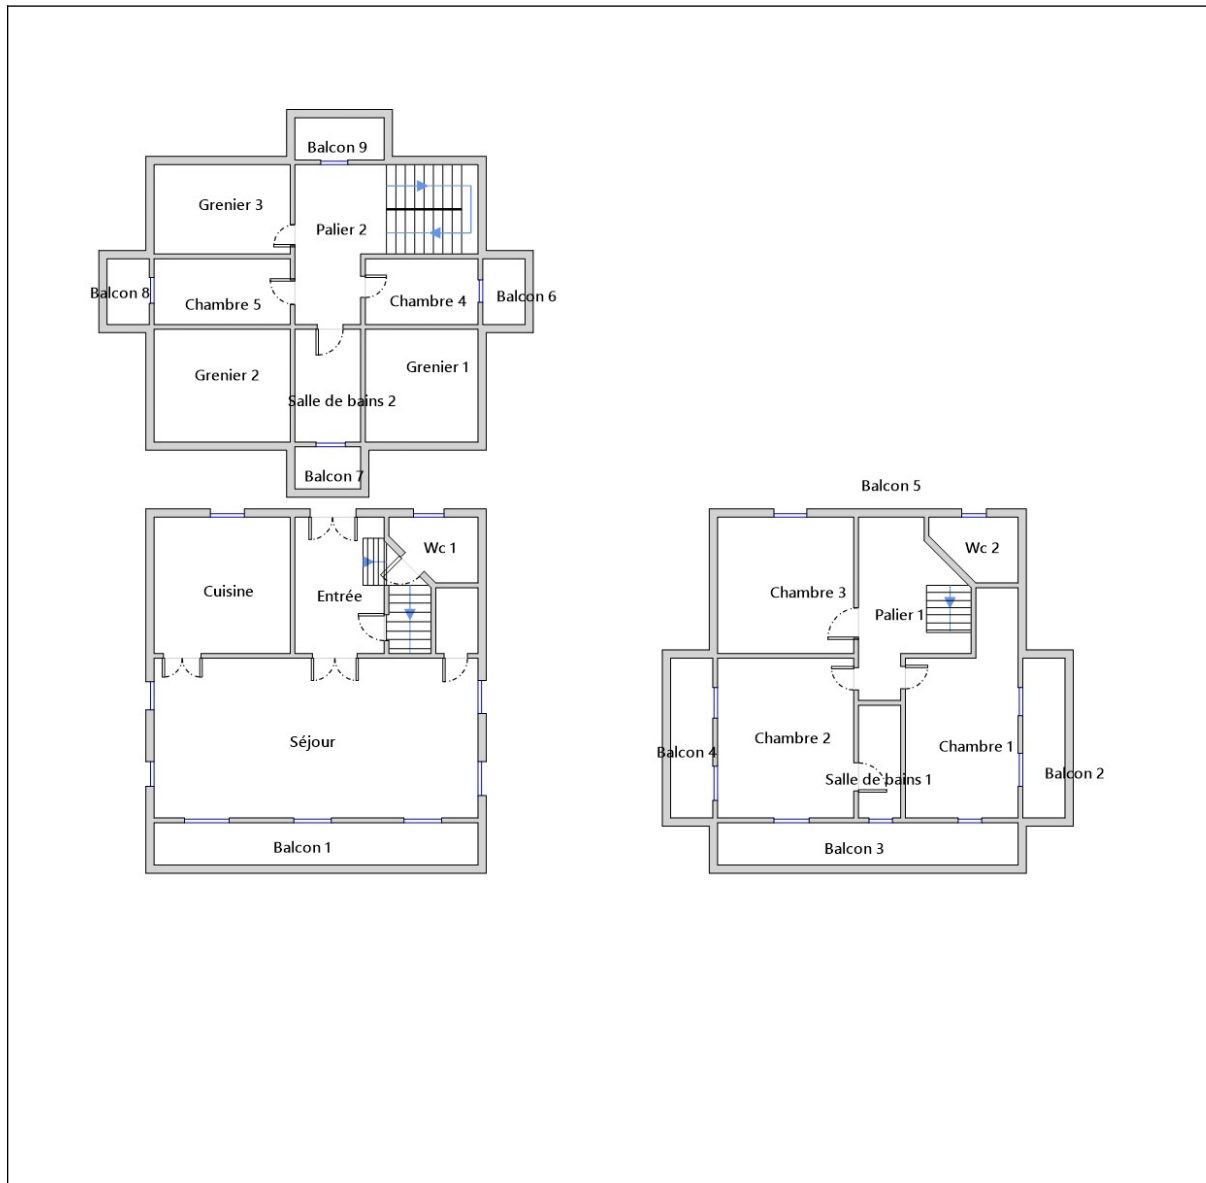 Balcon 9
Grenier 3
Palier 2
Balcon 8
Chambre 5
Chambre 4
Balcon 6
Grenier 2
Grenier 1
Salle de bains 2
Balcon 7
Wc 1
Cuisine
Entrée
Séjour
Balcon 1
Balcon 5
Wc 2
Chambre 3
Palier 1
Chambre 2
Chambre 1
Balcon 4
Salle de bains 1
Balcon 2
Balcon 3